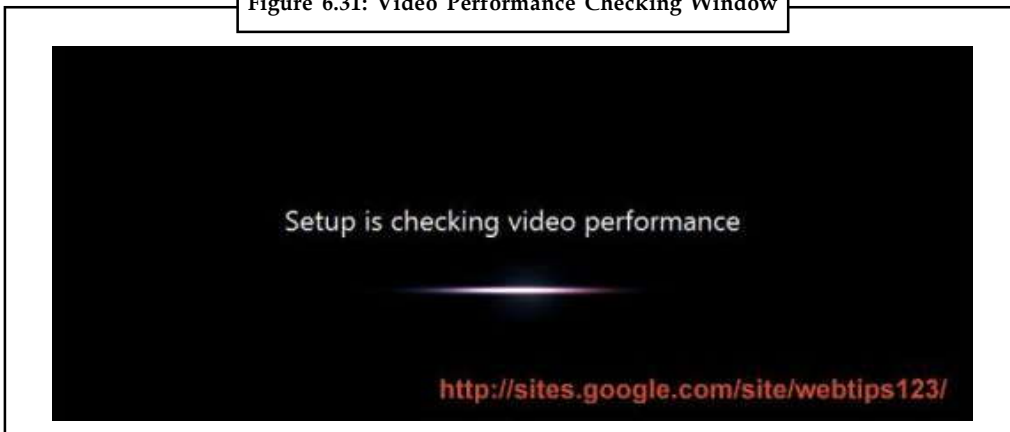 Figure 6.31: Video Performance Checking Window
Setup is checking video performance
http://sites.google.com/site/webtips123/